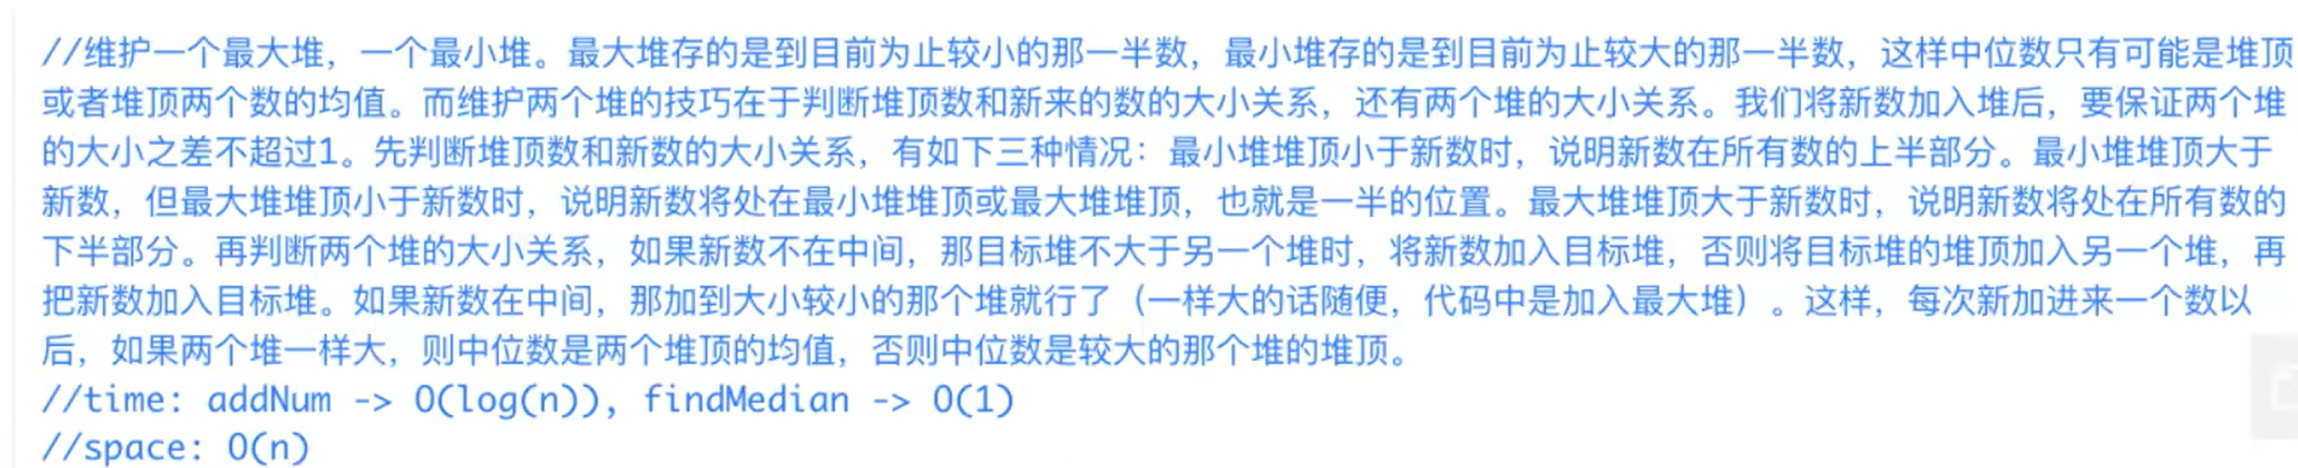 //维护一个最大堆，一个最小堆。最大堆存的是到目前为止较小的那一半数，最小堆存的是到目前为止较大的那一半数，这样中位数只有可能是堆顶
或者堆顶两个数的均值。而维护两个堆的技巧在于判断堆顶数和新来的数的大小关系，还有两个堆的大小关系。我们将新数加入堆后，要保证两个堆
的大小之差不超过1。先判断堆顶数和新数的大小关系，有如下三种情况：最小堆堆顶小于新数时，说明新数在所有数的上半部分。最小堆堆顶大于
新数，但最大堆堆顶小于新数时，说明新数将处在最小堆堆顶或最大堆堆顶，也就是一半的位置。最大堆堆顶大于新数时，说明新数将处在所有数的
下半部分。再判断两个堆的大小关系，如果新数不在中间，那目标堆不大于另一个堆时，将新数加入目标堆，否则将目标堆的堆顶加入另一个堆，再
把新数加入目标堆。如果新数在中间，那加到大小较小的那个堆就行了（一样大的话随便，代码中是加入最大堆）。这样，每次新加进来一个数以
后，如果两个堆一样大，则中位数是两个堆顶的均值，否则中位数是较大的那个堆的堆顶。
//time: addNum -> O(log(n)), findMedian -> O(1)
//space: O(n)